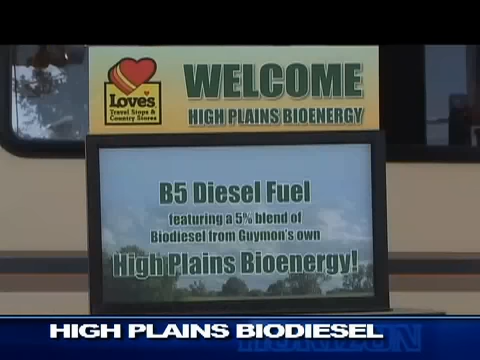 Love's
Travel Stops &
Country Stores
WELCOME
HIGH PLAINS BIOENERGY
B5 Diesel Fuel
featuring a 5% blend of
Biodiesel from Guymon's own
High Plains Bioenergy!
HIGH PLAINS BIODIESEL